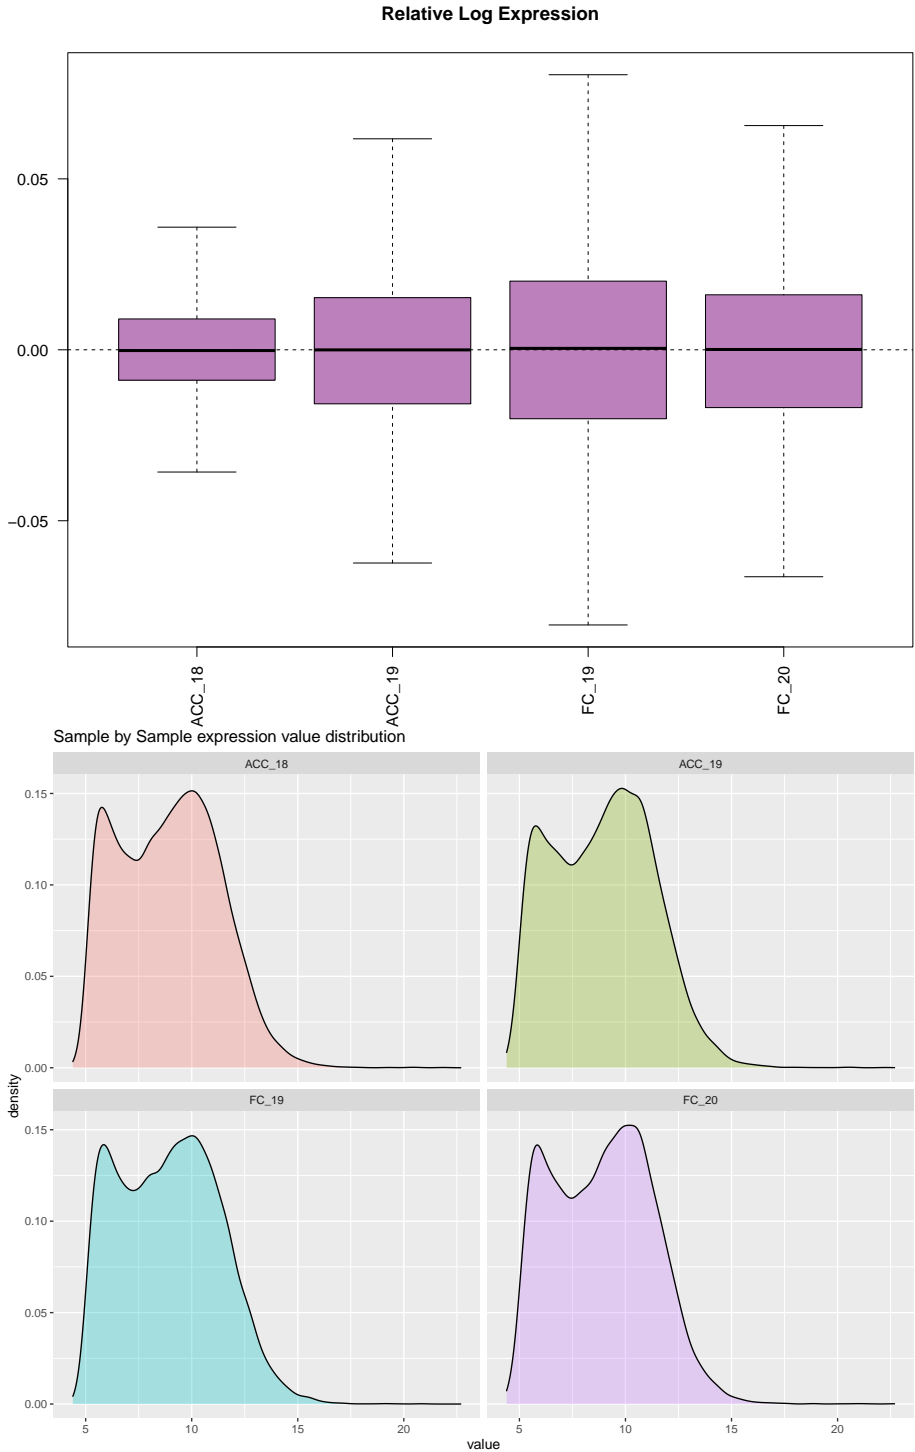 Relative Log Expression
0.05
0.00
−0.05
ACC_18
ACC_19
FC_19
FC_20
Sample by Sample expression value distribution
ACC_18
ACC_19
0.15
0.10
0.05
0.00
density
FC_19
FC_20
0.15
0.10
0.05
0.00
5
10
15
20
5
10
15
20
value